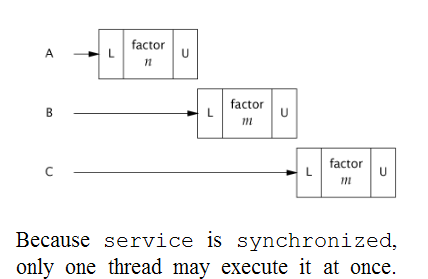 A L factor n U
B L factor m U
C L factor m U
Because service is synchronized,
only one thread may execute it at once.